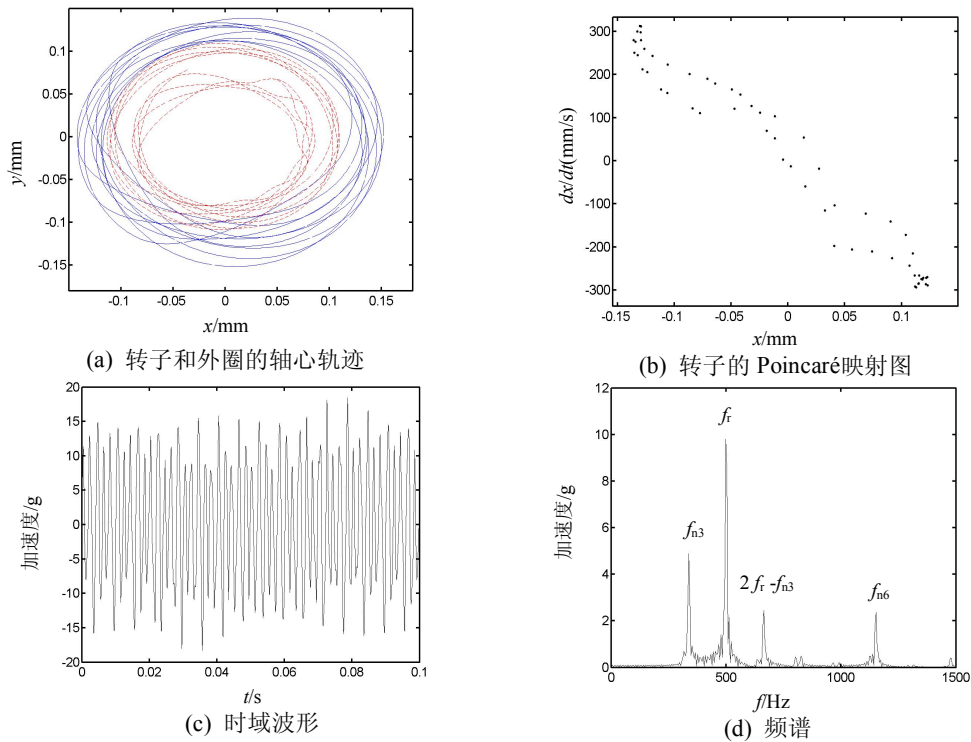 0.1
0.05
0
-0.05
-0.1
-0.15
y/mm
-0.1 -0.05 0 0.05 0.1 0.15
x/mm
(a) 转子和外圈的轴心轨迹
300
200
100
0
-100
-200
-300
dx/dt(mm/s)
-0.15 -0.1 -0.05 0 0.05 0.1 0.15
x/mm
(b) 转子的 Poincaré映射图
20
15
10
5
0
-5
-10
-15
-20
加速度/g
0 0.02 0.04 0.06 0.08 0.1
t/s
(c) 时域波形
12
10
8
6
4
2
0
加速度/g
fr
fn3
2 fr -fn3
fn6
0 500 1000 1500
f/Hz
(d) 频谱